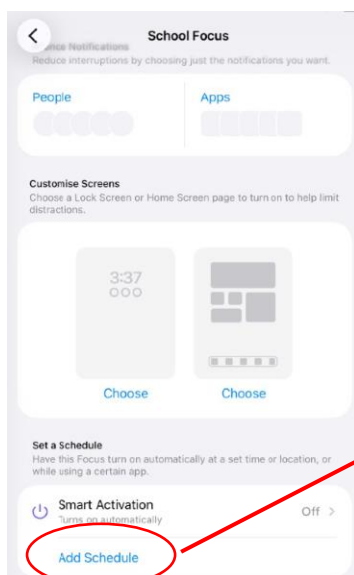 School Focus
Notifications
Reduce interruptions by choosing just the notifications you want.
People
Apps
Customise Screens
Choose a Lock Screen or Home Screen page to turn on to help limit
distractions.
3:37
Choose
Choose
Set a Schedule
Have this Focus turn on automatically at a set time or location, or
while using a certain app.
Smart Activation
Off >
Turns on automatically
Add Schedule